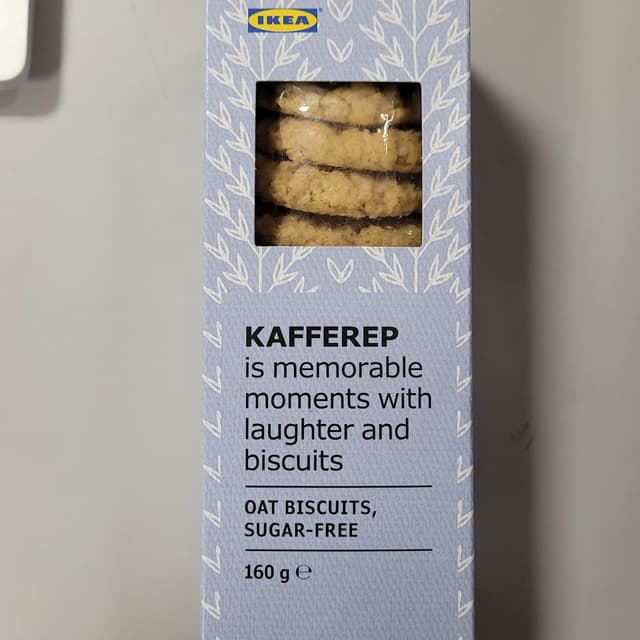 IKEA
KAFFEREP
is memorable
moments with
laughter and
biscuits
OAT BISCUITS,
SUGAR-FREE
160 g ℮